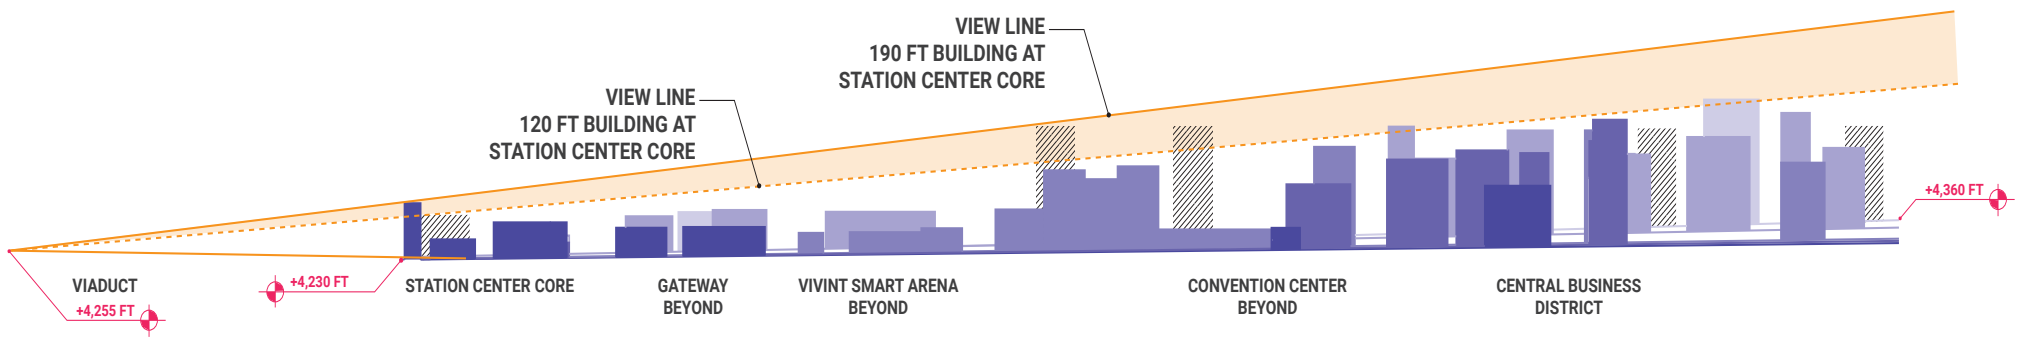 VIEW LINE
190 FT BUILDING AT
STATION CENTER CORE
VIEW LINE
120 FT BUILDING AT
STATION CENTER CORE
+4,360 FT
+4,230 FT
VIADUCT
+4,255 FT
STATION CENTER CORE
GATEWAY
BEYOND
VIVINT SMART ARENA
BEYOND
CONVENTION CENTER
BEYOND
CENTRAL BUSINESS
DISTRICT